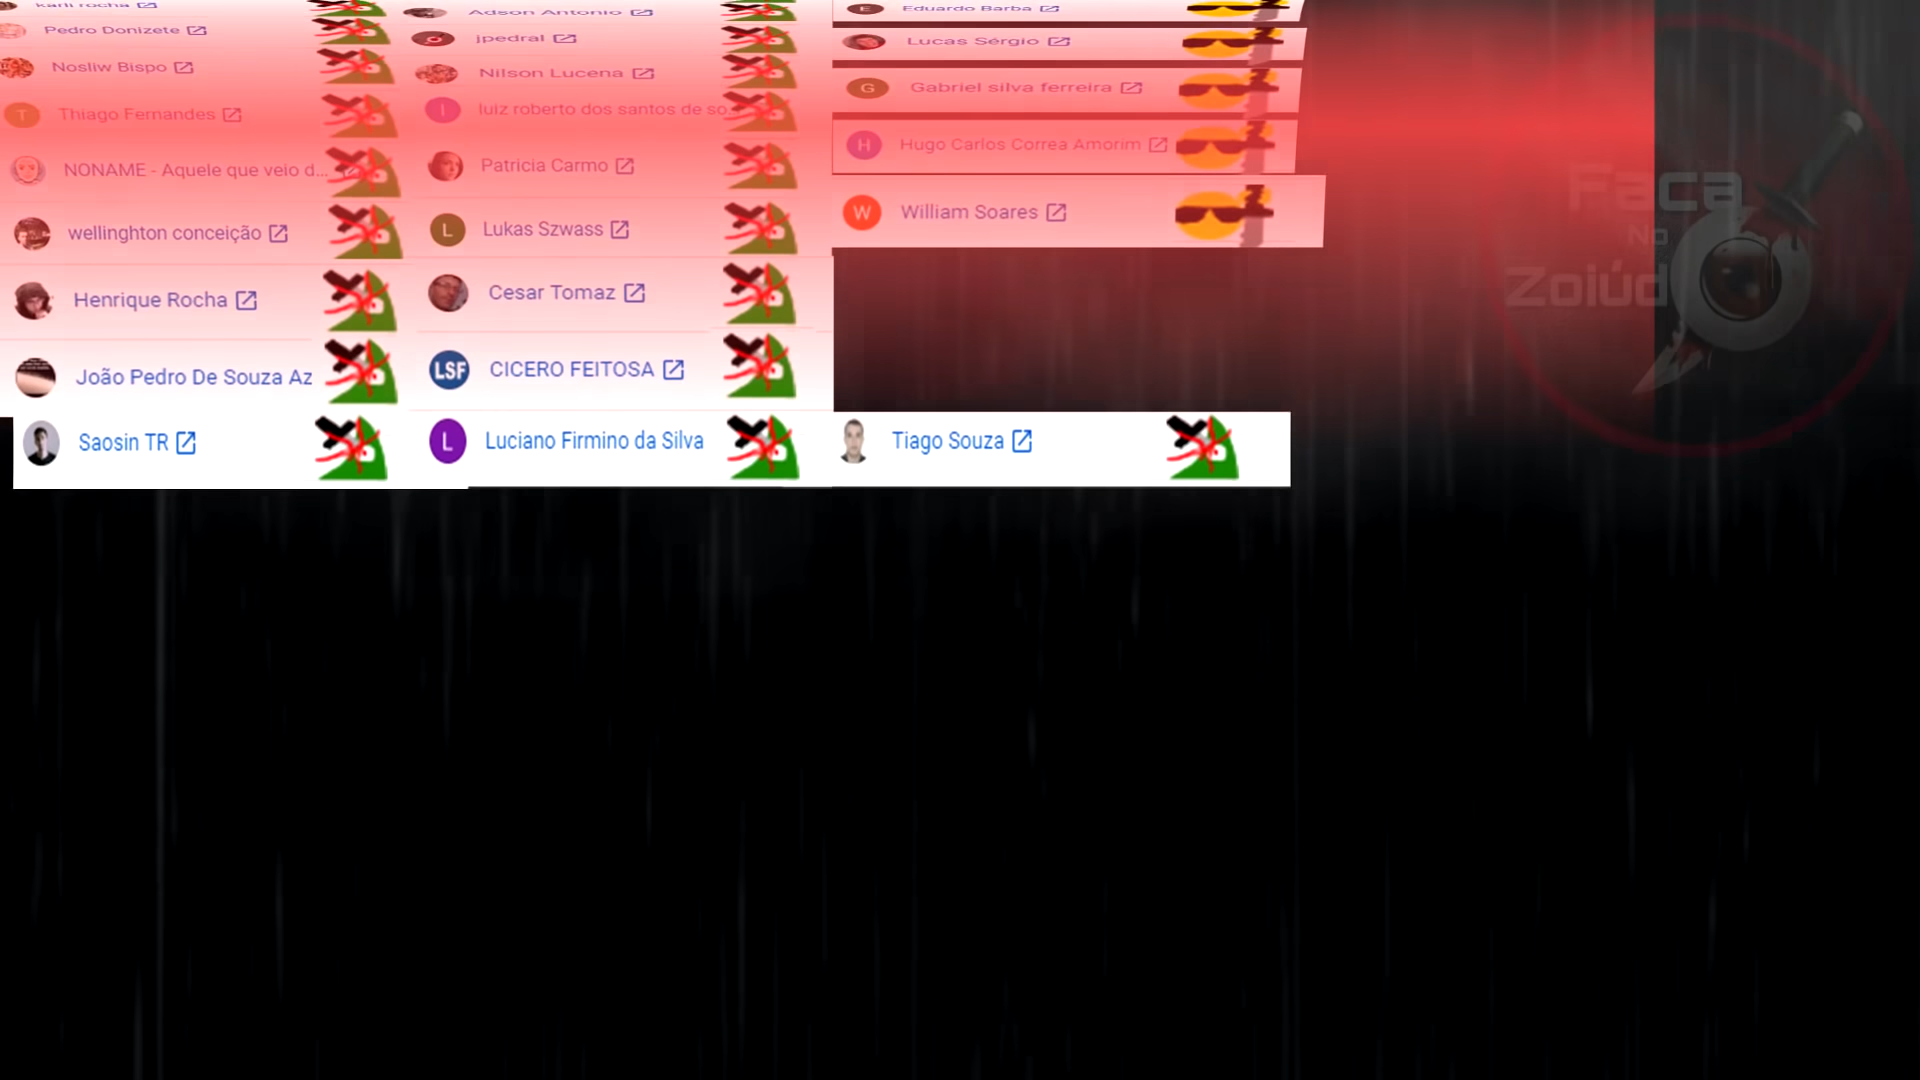 karli rocha
Pedro Donizete
Nosliw Bispo
T
Thiago Fernandes
NONAME - Aquele que veio d...
wellinghton conceição
Henrique Rocha
João Pedro De Souza Az
Saosin TR
Adson Antonio
jpedral
Nilson Lucena
l
luiz roberto dos santos de so...
Patricia Carmo
L
Lukas Szwass
Cesar Tomaz
LSF
CICERO FEITOSA
L
Luciano Firmino da Silva
E
Eduardo Barba
Lucas Sérgio
G
Gabriel silva ferreira
H
Hugo Carlos Correa Amorim
W
William Soares
Tiago Souza
Faca
No
Zoiúd